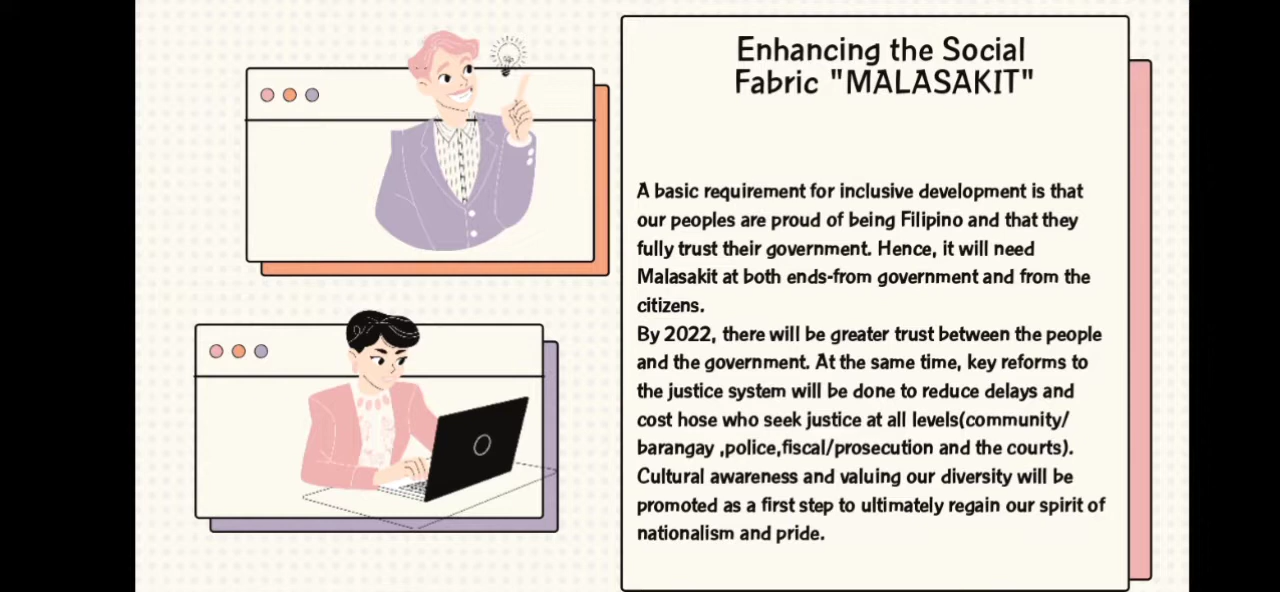 Enhancing the Social
Fabric "MALASAKIT"
A basic requirement for inclusive development is that
our peoples are proud of being Filipino and that they
fully trust their government. Hence, it will need
Malasakit at both ends-from government and from the
citizens.
By 2022, there will be greater trust between the people
and the government. At the same time, key reforms to
the justice system will be done to reduce delays and
cost hose who seek justice at all levels(community/
barangay ,police,fiscal/prosecution and the courts).
Cultural awareness and valuing our diversity will be
promoted as a first step to ultimately regain our spirit of
nationalism and pride.